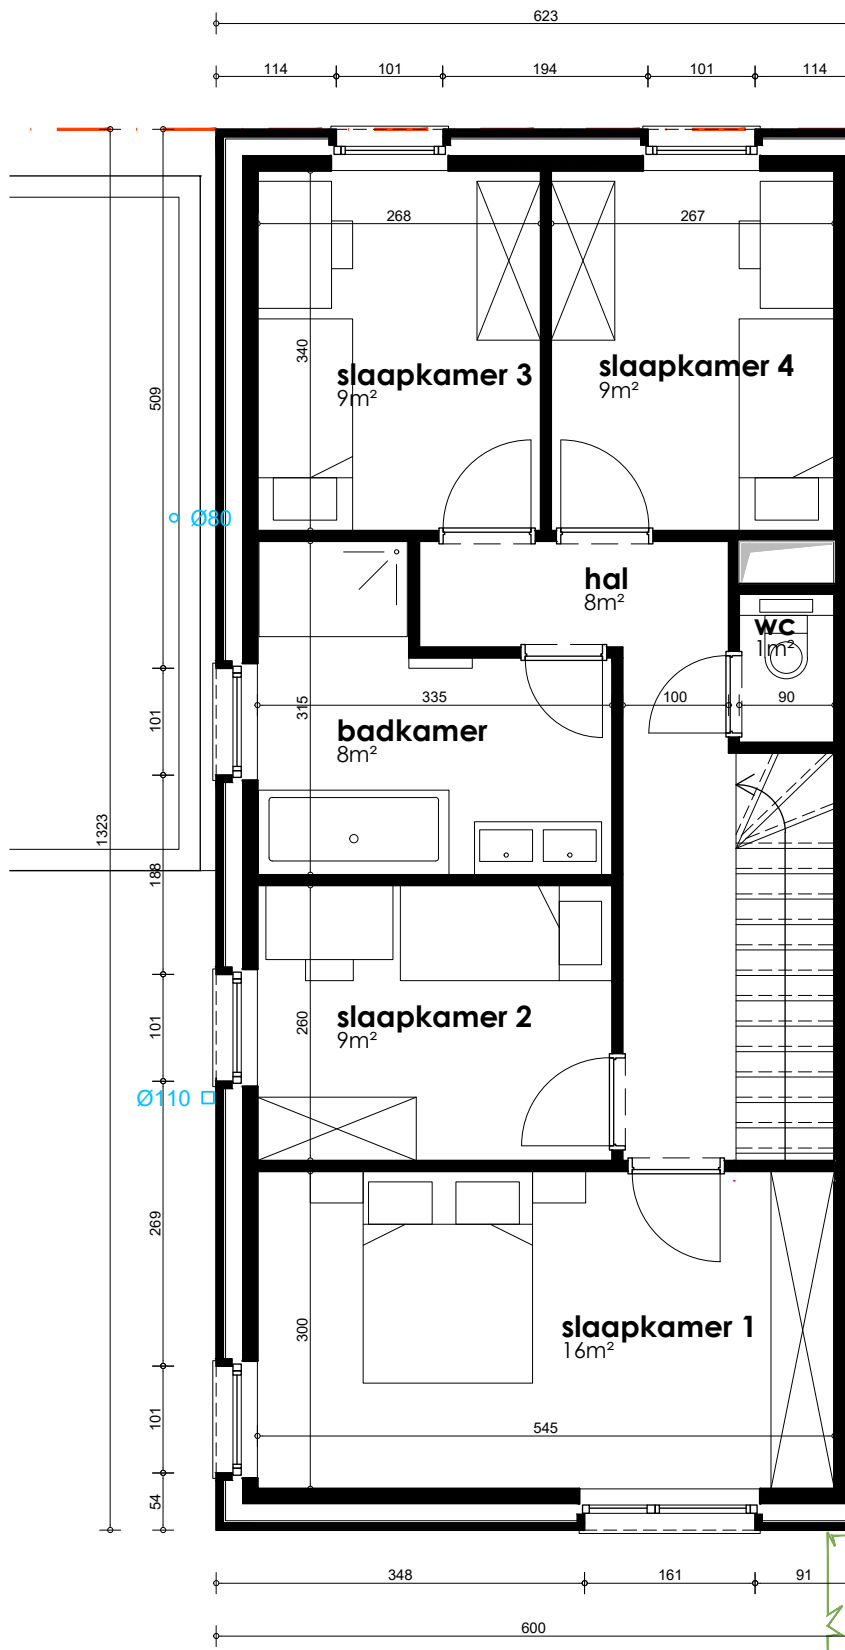 623
114 101 194 101 114
268 267
340
slaapkamer 3
9m²
slaapkamer 4
9m²
509
Ø80
hal
8m²
wc
1m²
101
315
335 100 90
badkamer
8m²
1323
188
101
260
slaapkamer 2
9m²
Ø110
269
300
slaapkamer 1
16m²
101
545
54
348 161 91
600